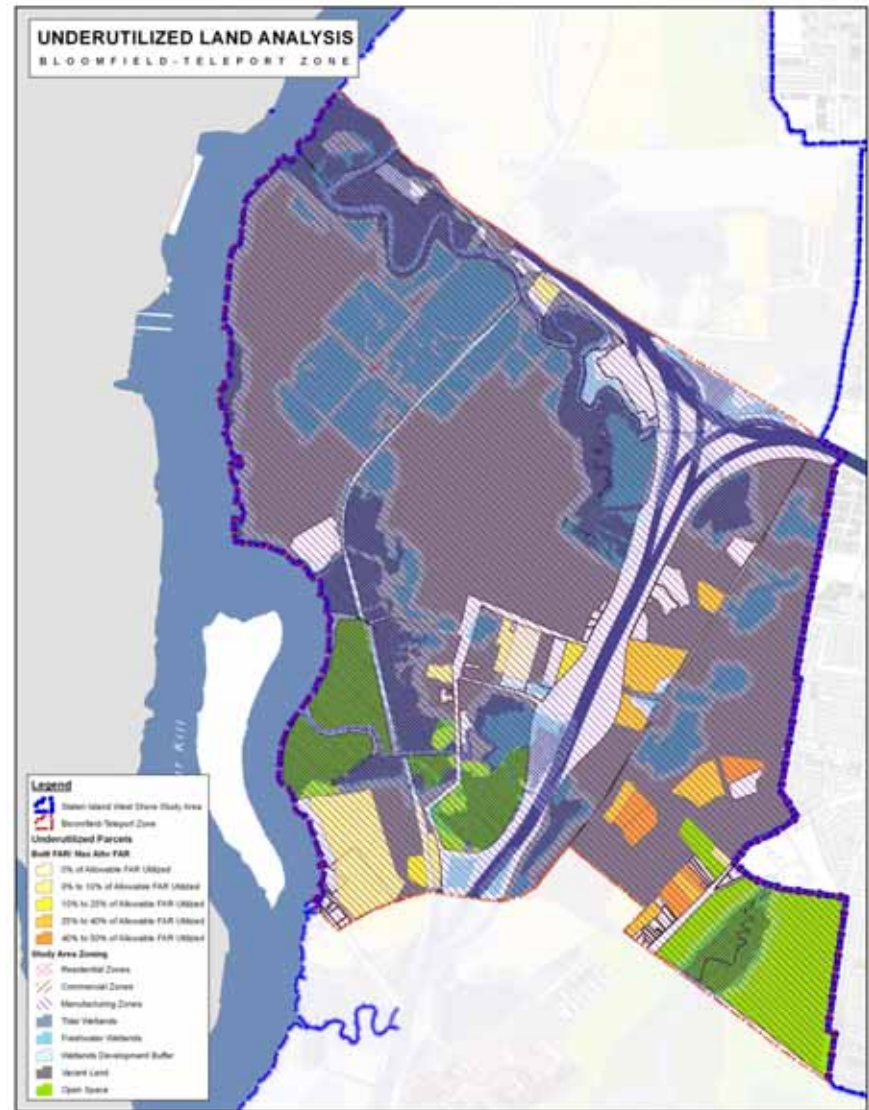 UNDERUTILIZED LAND ANALYSIS
BLOOMFIELD-TELEPORT ZONE
Kill
Legend
Staten Island West Shore Study Area
Bloomfield-Teleport Zone
Underutilized Parcels
Built FAR/ Max Allw FAR
0% of Allowable FAR Utilized
0% to 10% of Allowable FAR Utilized
10% to 25% of Allowable FAR Utilized
25% to 40% of Allowable FAR Utilized
40% to 50% of Allowable FAR Utilized
Study Area Zoning
Residential Zones
Commercial Zones
Manufacturing Zones
Tidal Wetlands
Freshwater Wetlands
Wetlands Development Buffer
Vacant Land
Open Space